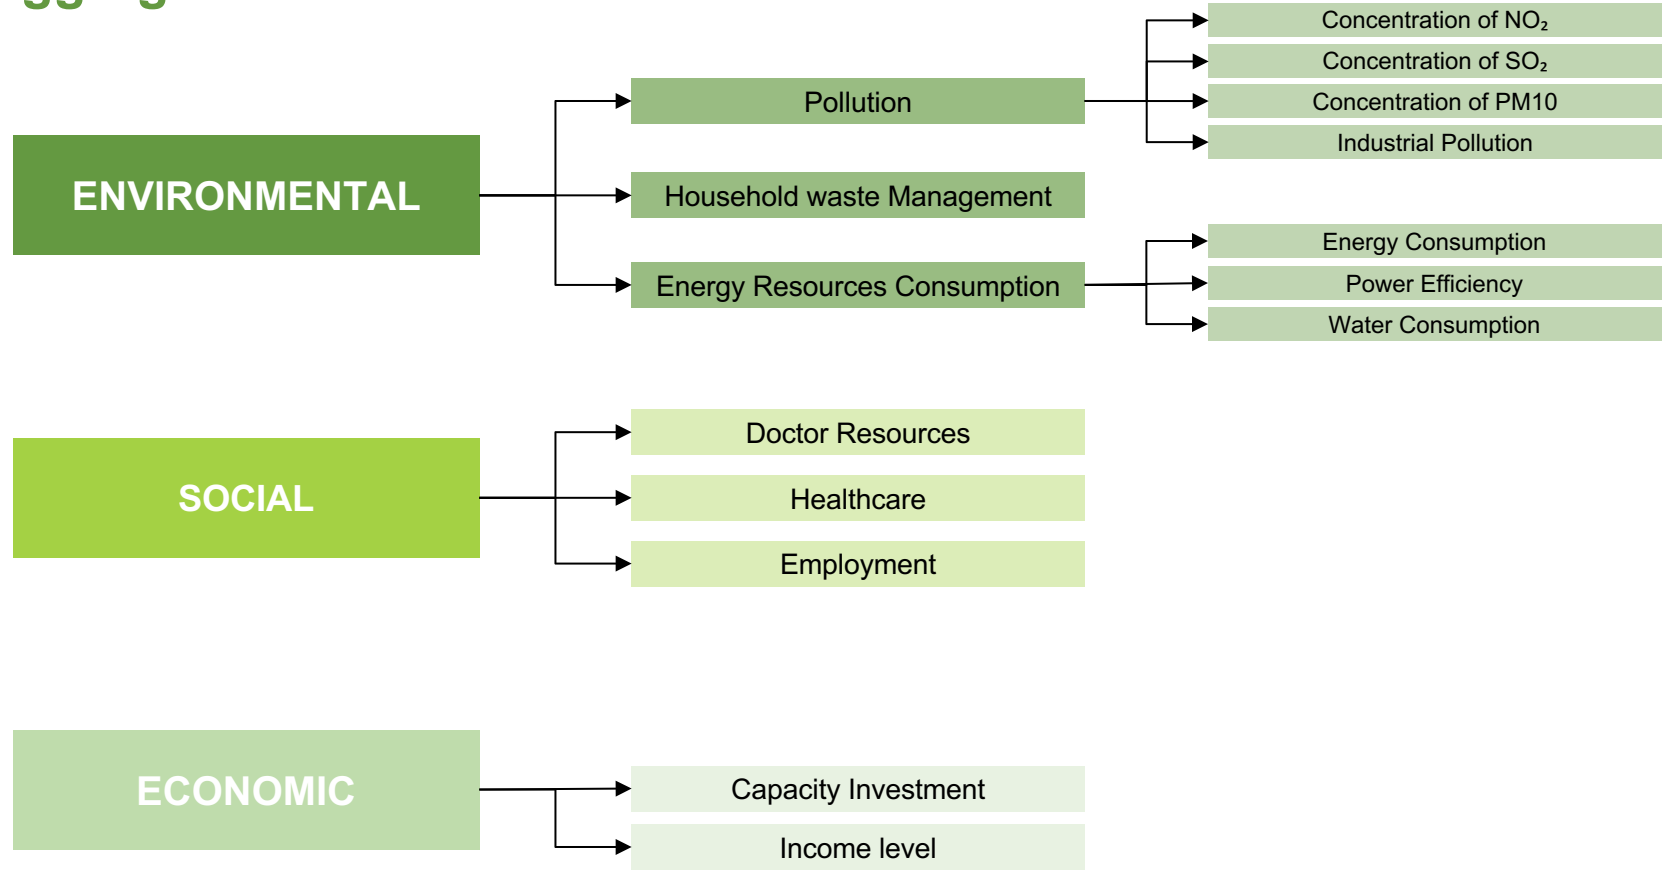 ENVIRONMENTAL
Pollution
Concentration of NO₂
Concentration of SO₂
Concentration of PM10
Industrial Pollution
Household waste Management
Energy Resources Consumption
Energy Consumption
Power Efficiency
Water Consumption
SOCIAL
Doctor Resources
Healthcare
Employment
ECONOMIC
Capacity Investment
Income level